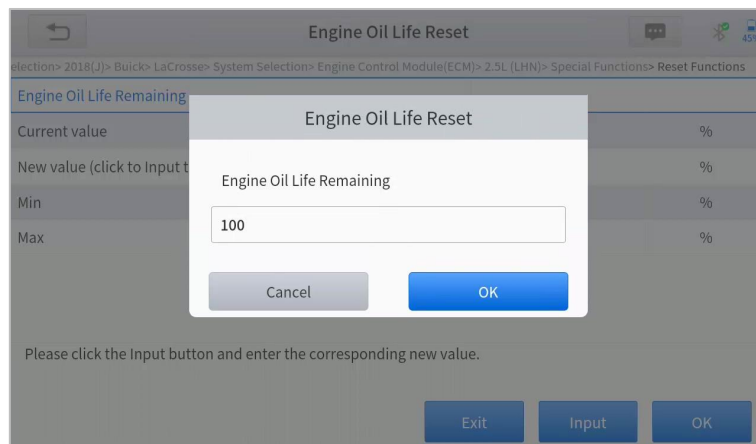 Engine Oil Life Reset
45%
election> 2018(J)> Buick> LaCrosse> System Selection> Engine Control Module(ECM)> 2.5L (LHN)> Special Functions> Reset Functions
Engine Oil Life Remaining
Current value %
New value (click to Input t %
Min %
Max %
Engine Oil Life Reset
Engine Oil Life Remaining
100
Cancel OK
Please click the Input button and enter the corresponding new value.
Exit Input OK